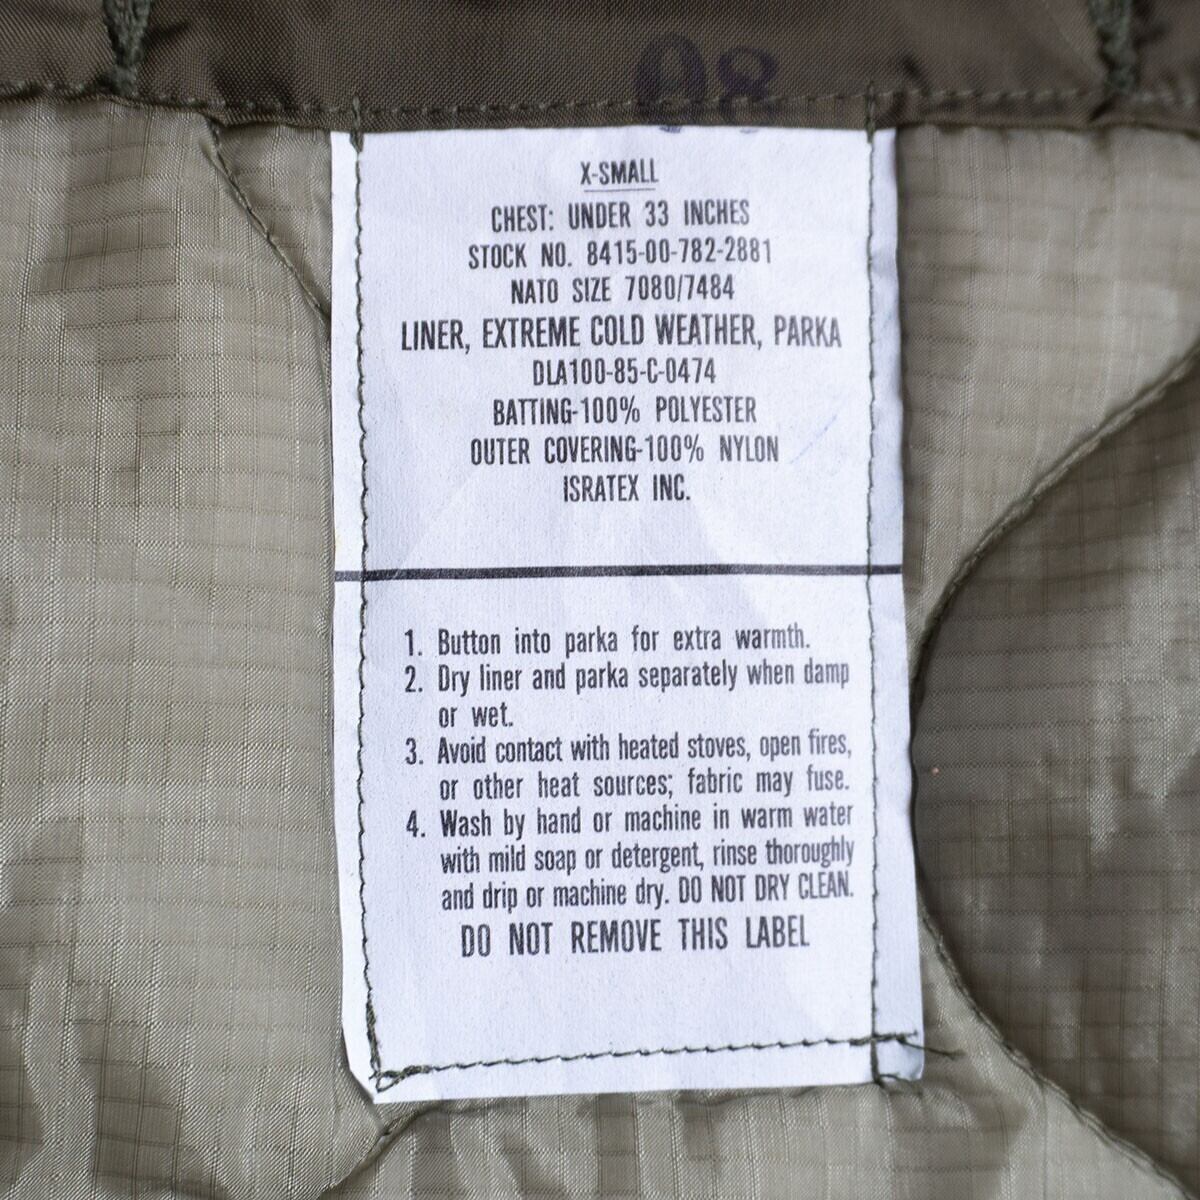 08
X-SMALL
CHEST: UNDER 33 INCHES
STOCK NO. 8415-00-782-2881
NATO SIZE 7080/7484
LINER, EXTREME COLD WEATHER, PARKA
DLA100-85-C-0474
BATTING-100% POLYESTER
OUTER COVERING-100% NYLON
ISRATEX INC.
1. Button into parka for extra warmth.
2. Dry liner and parka separately when damp
or wet.
3. Avoid contact with heated stoves, open fires,
or other heat sources; fabric may fuse.
4. Wash by hand or machine in warm water
with mild soap or detergent, rinse thoroughly
and drip or machine dry. DO NOT DRY CLEAN.
DO NOT REMOVE THIS LABEL